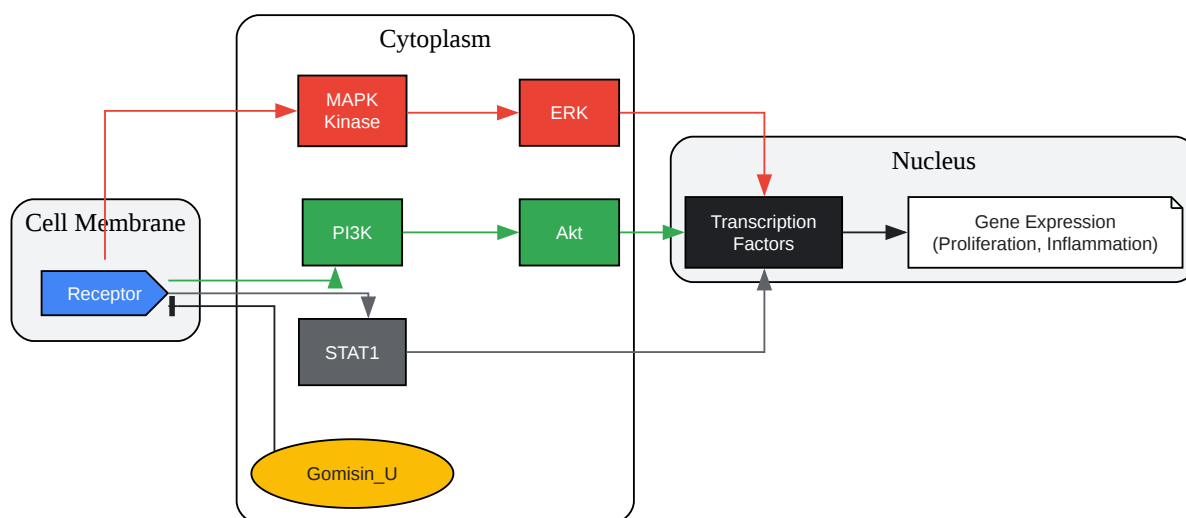 Cytoplasm
MAPK
Kinase
ERK
Nucleus
Cell Membrane
PI3K
Akt
Transcription
Factors
Gene Expression
(Proliferation, Inflammation)
Receptor
STAT1
Gomisin_U